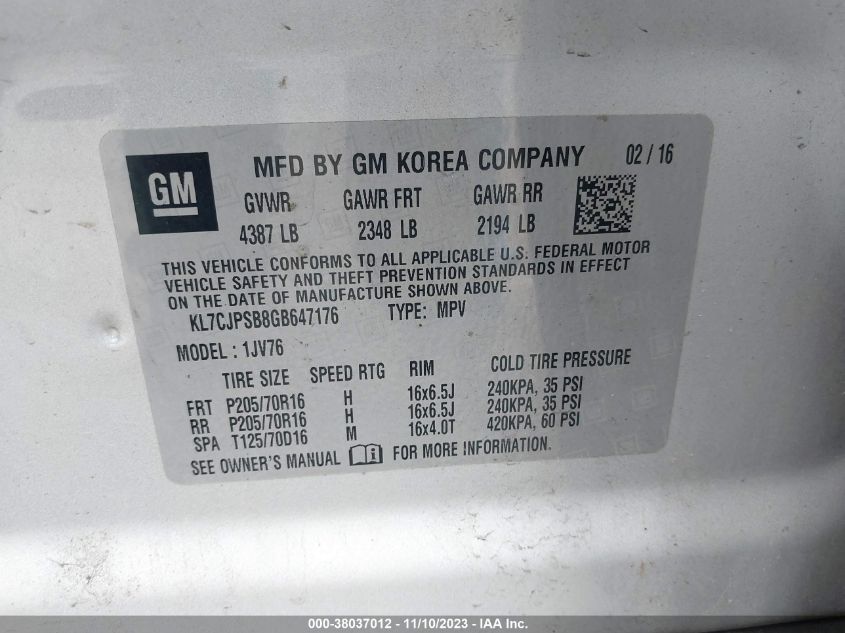 GM
MFD BY GM KOREA COMPANY 02 / 16
GVWR GAWR FRT GAWR RR
4387 LB 2348 LB 2194 LB
THIS VEHICLE CONFORMS TO ALL APPLICABLE U.S. FEDERAL MOTOR
VEHICLE SAFETY AND THEFT PREVENTION STANDARDS IN EFFECT
ON THE DATE OF MANUFACTURE SHOWN ABOVE.
KL7CJPSB8GB647176 TYPE: MPV
MODEL : 1JV76
TIRE SIZE SPEED RTG RIM COLD TIRE PRESSURE
FRT P205/70R16 H 16x6.5J 240KPA, 35 PSI
RR P205/70R16 H 16x6.5J 240KPA, 35 PSI
SPA T125/70D16 M 16x4.0T 420KPA, 60 PSI
SEE OWNER'S MANUAL i FOR MORE INFORMATION.
000-38037012 - 11/10/2023 - IAA Inc.